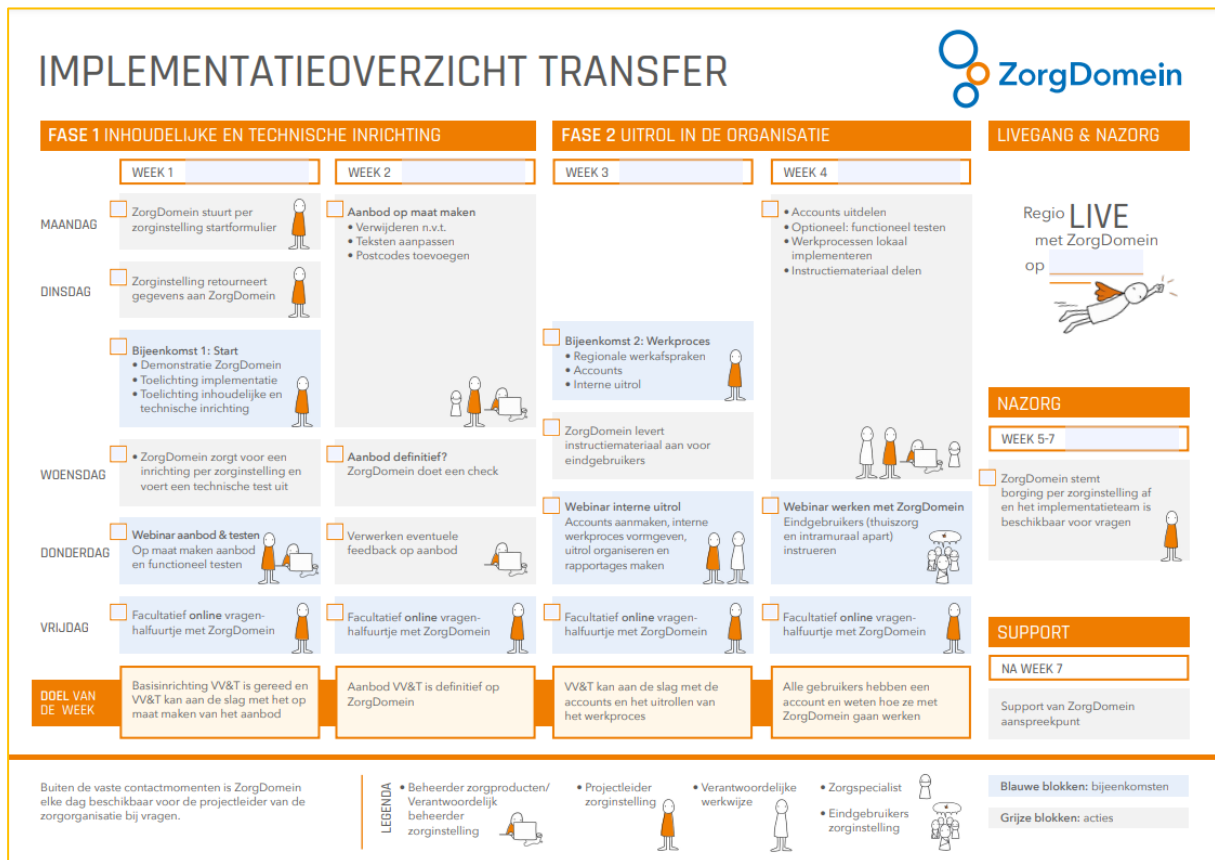 IMPLEMENTATIEOVERZICHT TRANSFER
ZorgDomein
FASE 1 INHOUDELIJKE EN TECHNISCHE INRICHTING
FASE 2 UITROL IN DE ORGANISATIE
LIVEGANG & NAZORG
WEEK 1
WEEK 2
WEEK 3
WEEK 4
MAANDAG
DINSDAG
WOENSDAG
DONDERDAG
VRIJDAG
ZorgDomein stuurt per
zorginstelling startformulier
Zorginstelling retourneert
gegevens aan ZorgDomein
Bijeenkomst 1: Start
• Demonstratie ZorgDomein
• Toelichting implementatie
• Toelichting inhoudelijke en
technische inrichting
• ZorgDomein zorgt voor een
inrichting per zorginstelling en
voert een technische test uit
Webinar aanbod & testen
Op maat maken aanbod
en functioneel testen
Facultatief online vragen-
halfuurtje met ZorgDomein
Aanbod op maat maken
• Verwijderen n.v.t.
• Teksten aanpassen
• Postcodes toevoegen
Aanbod definitief?
ZorgDomein doet een check
Verwerken eventuele
feedback op aanbod
Facultatief online vragen-
halfuurtje met ZorgDomein
Bijeenkomst 2: Werkproces
• Regionale werkafspraken
• Accounts
• Interne uitrol
ZorgDomein levert
instructiemateriaal aan voor
eindgebruikers
Webinar interne uitrol
Accounts aanmaken, interne
werkproces vormgeven,
uitrol organiseren en
rapportages maken
Facultatief online vragen-
halfuurtje met ZorgDomein
• Accounts uitdelen
• Optioneel: functioneel testen
• Werkprocessen lokaal
implementeren
• Instructiemateriaal delen
Webinar werken met ZorgDomein
Eindgebruikers (thuiszorg
en intramuraal apart)
instrueren
Facultatief online vragen-
halfuurtje met ZorgDomein
DOEL VAN
DE WEEK
Basisinrichting VV&T is gereed en
VV&T kan aan de slag met het op
maat maken van het aanbod
Aanbod VV&T is definitief op
ZorgDomein
VV&T kan aan de slag met de
accounts en het uitrollen van
het werkproces
Alle gebruikers hebben een
account en weten hoe ze met
ZorgDomein gaan werken
Regio LIVE
met ZorgDomein
op
NAZORG
WEEK 5-7
ZorgDomein stemt
borging per zorginstelling af
en het implementatieteam is
beschikbaar voor vragen
SUPPORT
NA WEEK 7
Support van ZorgDomein
aanspreekpunt
Buiten de vaste contactmomenten is ZorgDomein
elke dag beschikbaar voor de projectleider van de
zorgorganisatie bij vragen.
LEGENDA
• Beheerder zorgproducten/
Verantwoordelijk
beheerder
zorginstelling
• Projectleider
zorginstelling
• Verantwoordelijke
werkwijze
• Zorgspecialist
• Eindgebruikers
zorginstelling
Blauwe blokken: bijeenkomsten
Grijze blokken: acties